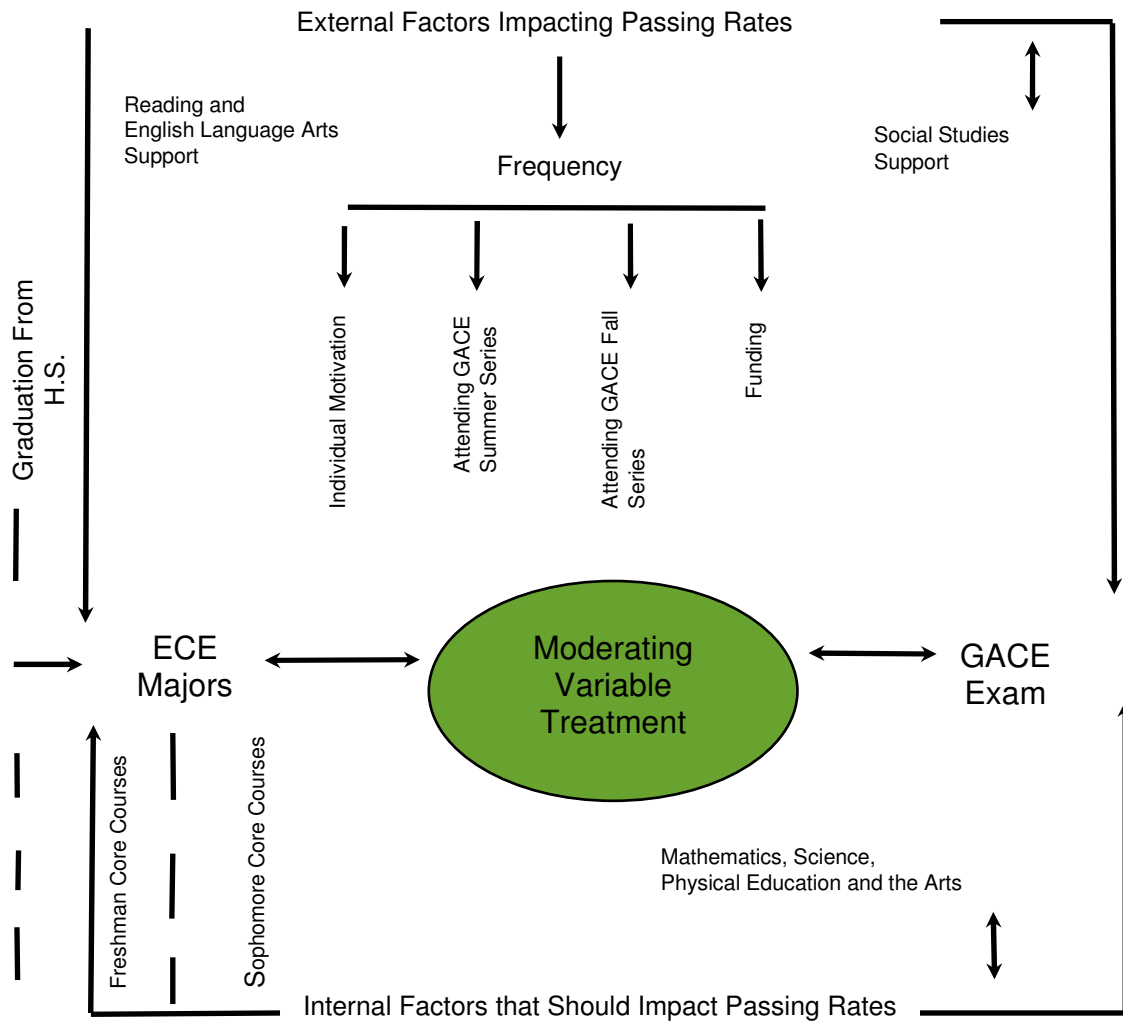 External Factors Impacting Passing Rates
Reading and
English Language Arts
Support
Social Studies
Support
Frequency
Graduation From
H.S.
Individual Motivation
Attending GACE
Summer Series
Attending GACE Fall
Series
Funding
ECE
Majors
Moderating
Variable
Treatment
GACE
Exam
Freshman Core Courses
Sophomore Core Courses
Mathematics, Science,
Physical Education and the Arts
Internal Factors that Should Impact Passing Rates